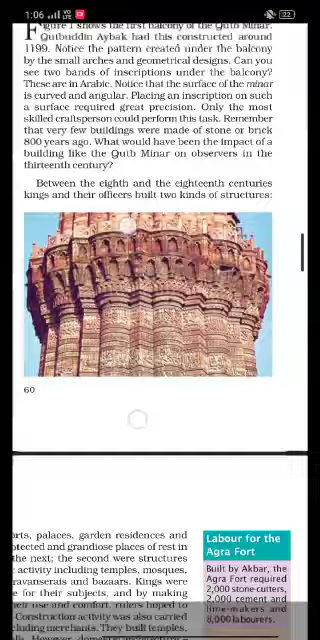 1:06
22
Figure 1 shows the first balcony of the Qutb Minar.
Qutbuddin Aybak had this constructed around
1199. Notice the pattern created under the balcony
by the small arches and geometrical designs. Can you
see two bands of inscriptions under the balcony?
These are in Arabic. Notice that the surface of the minar
is curved and angular. Placing an inscription on such
a surface required great precision. Only the most
skilled craftsperson could perform this task. Remember
that very few buildings were made of stone or brick
800 years ago. What would have been the impact of a
building like the Qutb Minar on observers in the
thirteenth century?
Between the eighth and the eighteenth centuries
kings and their officers built two kinds of structures:
60
palaces, garden residences and
and grandiose places of rest in
the next; the second were structures
activity including temples, mosques,
and bazaars. Kings were
for their subjects, and by making
their use and comfort, rulers hoped to
Construction activity was also carried
merchants. They built temples,
However,
Labour for the
Agra Fort
Built by Akbar, the
Agra Fort required
2,000 stone-cutters,
2,000 cement and
lime-makers and
8,000 labourers.